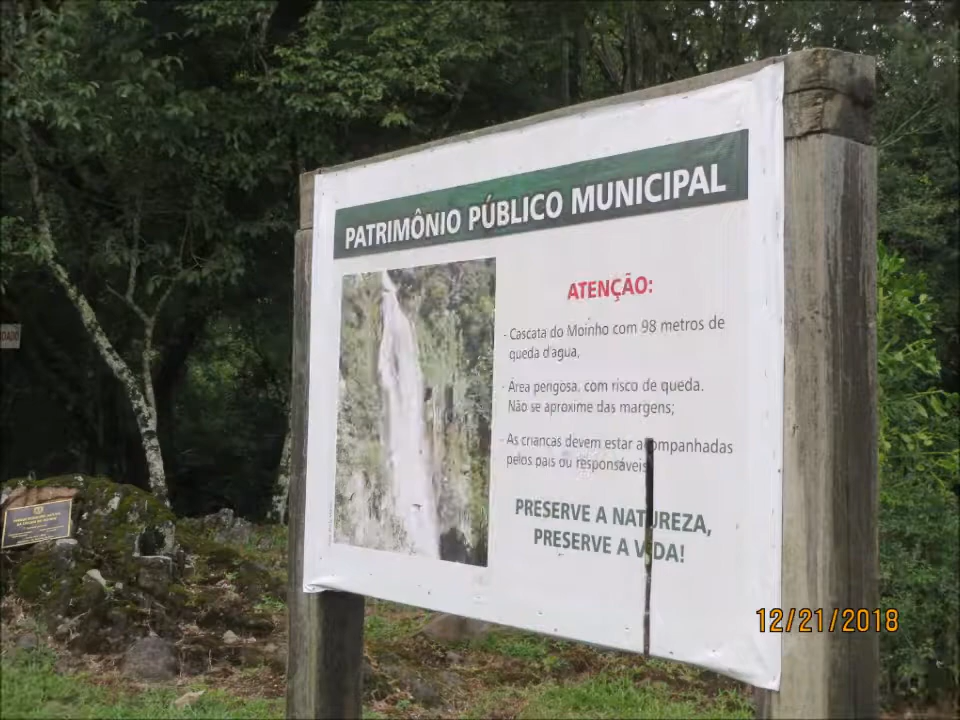 PATRIMÔNIO PÚBLICO MUNICIPAL
ATENÇÃO:
- Cascata do Moinho com 98 metros de
queda d'água,
- Área perigosa, com risco de queda.
Não se aproxime das margens;
- As crianças devem estar acompanhadas
pelos pais ou responsáveis
PRESERVE A NATUREZA,
PRESERVE A VIDA!
12/21/2018